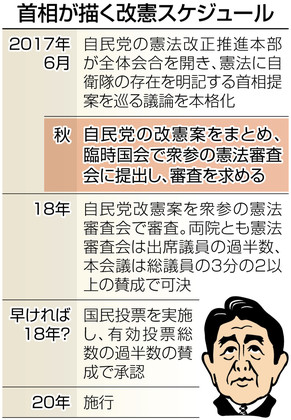 首相が描く改憲スケジュール
2017年
6月
自民党の憲法改正推進本部
が全体会合を開き、憲法に自
衛隊の存在を明記する首相提
案を巡る議論を本格化
秋
自民党の改憲案をまとめ、
臨時国会で衆参の憲法審査
会に提出し、審査を求める
18年
自民党改憲案を衆参の憲法
審査会で審査。両院とも憲法
審査会は出席議員の過半数、
本会議は総議員の3分の2以
上の賛成で可決
早ければ
18年?
国民投票を実施
し、有効投票総
数の過半数の賛
成で承認
20年
施行